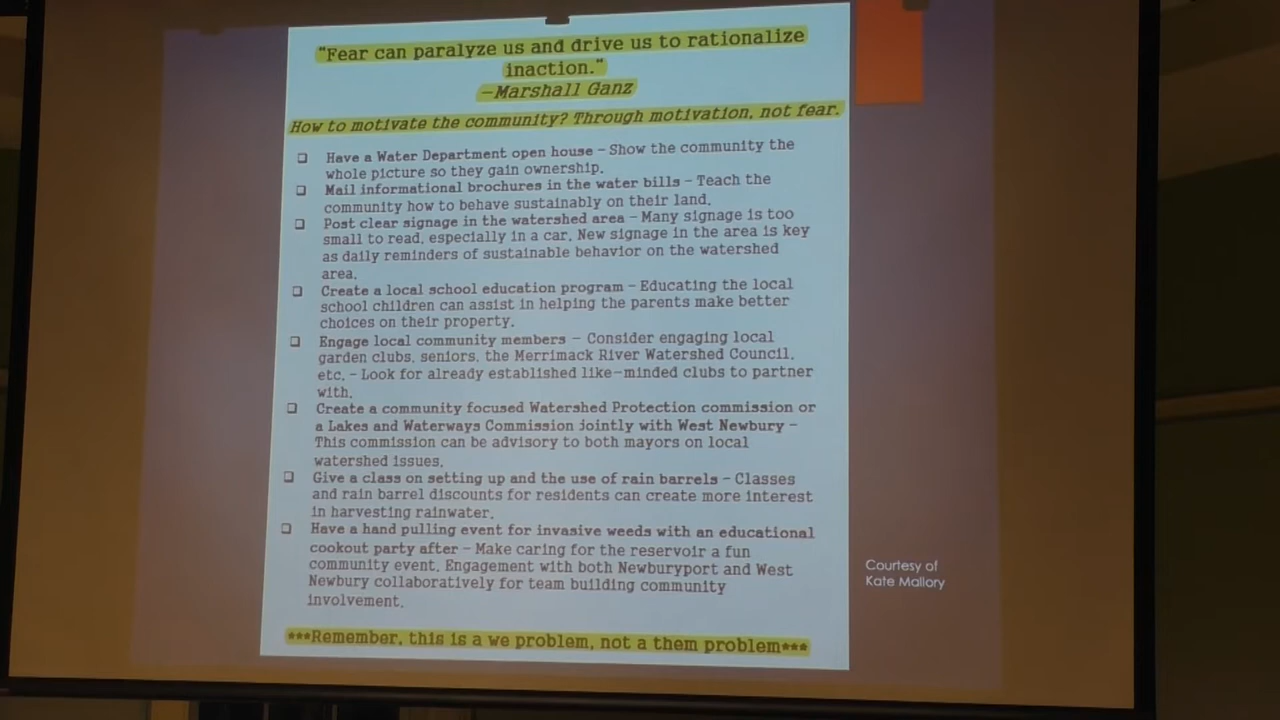 "Fear can paralyze us and drive us to rationalize
inaction."
—Marshall Ganz
How to motivate the community? Through motivation, not fear.
❑ Have a Water Department open house – Show the community the
whole picture so they gain ownership.
❑ Mail informational brochures in the water bills – Teach the
community how to behave sustainably on their land.
❑ Post clear signage in the watershed area – Many signage is too
small to read, especially in a car. New signage in the area is key
as daily reminders of sustainable behavior on the watershed
area.
❑ Create a local school education program – Educating the local
school children can assist in helping the parents make better
choices on their property.
❑ Engage local community members – Consider engaging local
garden clubs, seniors, the Merrimack River Watershed Council,
etc. – Look for already established like-minded clubs to partner
with.
❑ Create a community focused Watershed Protection commission or
a Lakes and Waterways Commission jointly with West Newbury –
This commission can be advisory to both mayors on local
watershed issues.
❑ Give a class on setting up and the use of rain barrels – Classes
and rain barrel discounts for residents can create more interest
in harvesting rainwater.
❑ Have a hand pulling event for invasive weeds with an educational
cookout party after – Make caring for the reservoir a fun
community event. Engagement with both Newburyport and West
Newbury collaboratively for team building community
involvement.
***Remember, this is a we problem, not a them problem***
Courtesy of
Kate Mallory